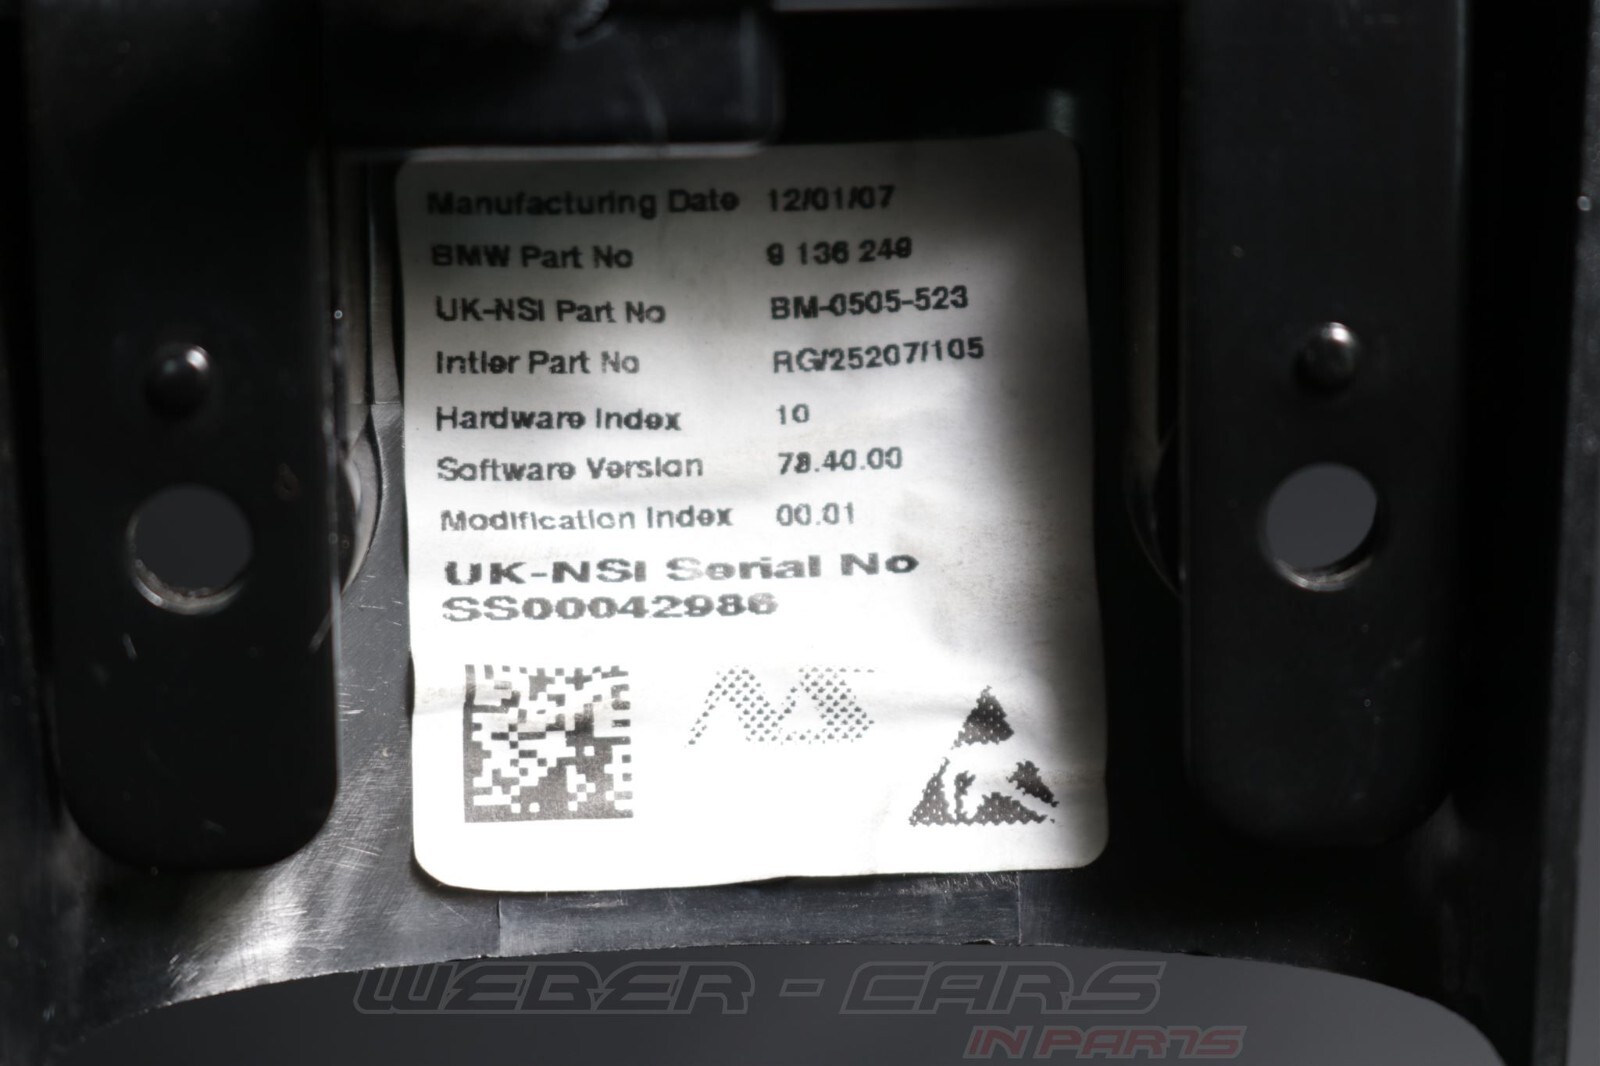 Manufacturing Date 12/01/07
BMW Part No 9 136 249
UK-NSI Part No BM-0505-523
Intier Part No RG/25207/105
Hardware Index 10
Software Version 78.40.00
Modification Index 00.01
UK-NSI Serial No
SS00042986
NS
WEBER - CARS
IN PARTS